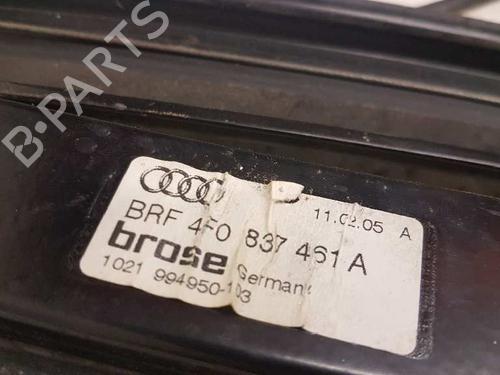 B-PARTS
11.02.05 A
BRF 4F0 837 461 A
brose Germany
1021 994950-103